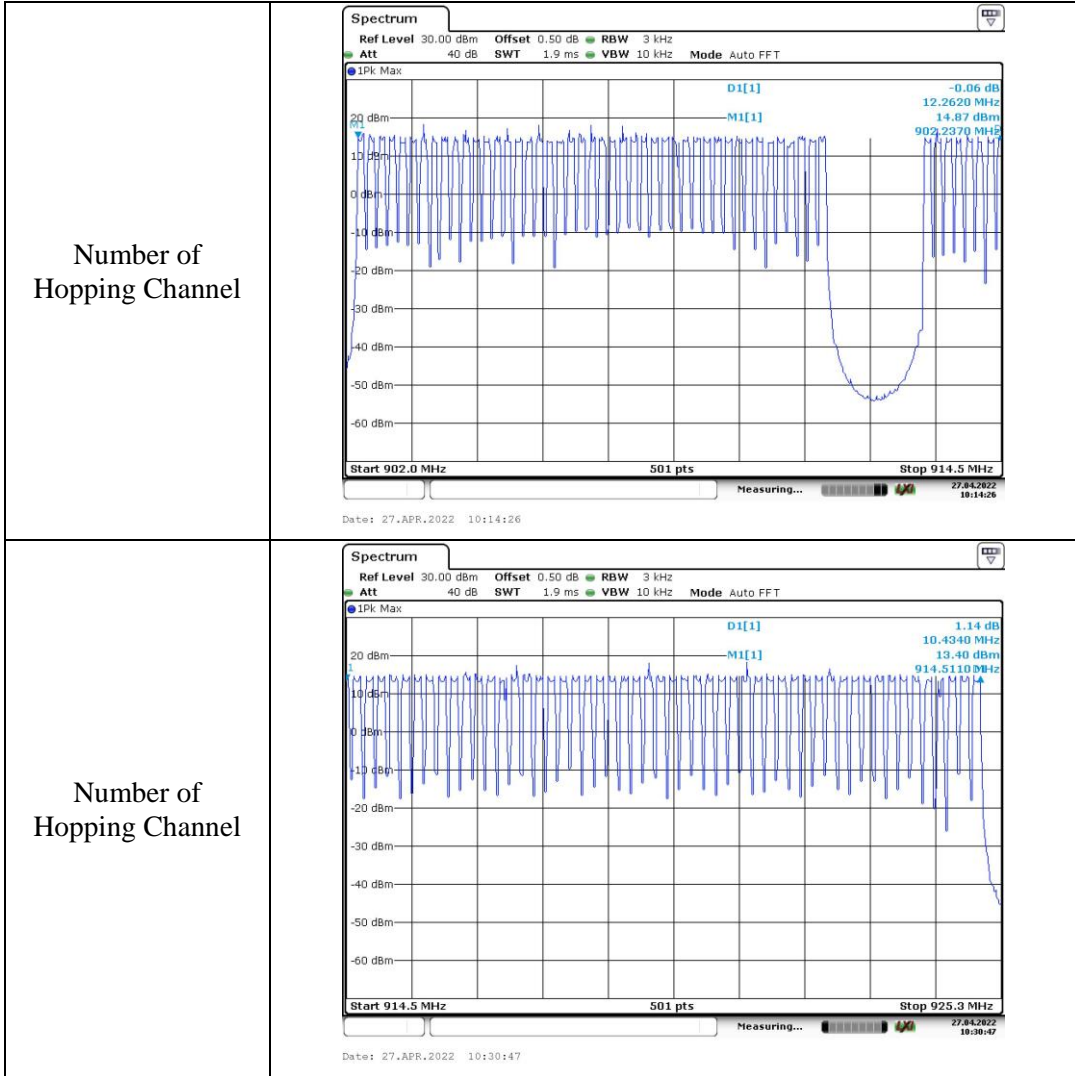 Number of
Hopping Channel
Spectrum
Ref Level 30.00 dBm Offset 0.50 dB RBW 3 kHz
Att 40 dB SWT 1.9 ms VBW 10 kHz Mode Auto FFT
1Pk Max
D1[1] -0.06 dB
12.2620 MHz
20 dBm M1[1] 14.87 dBm
M1 902.2370 MHz
10 dBm
0 dBm
-10 dBm
-20 dBm
-30 dBm
-40 dBm
-50 dBm
-60 dBm
Start 902.0 MHz 501 pts Stop 914.5 MHz
Measuring... LXI 27.04.2022
10:14:26
Date: 27.APR.2022 10:14:26
Number of
Hopping Channel
Spectrum
Ref Level 30.00 dBm Offset 0.50 dB RBW 3 kHz
Att 40 dB SWT 1.9 ms VBW 10 kHz Mode Auto FFT
1Pk Max
D1[1] 1.14 dB
10.4340 MHz
20 dBm M1[1] 13.40 dBm
914.5110 MHz
10 dBm
0 dBm
-10 dBm
-20 dBm
-30 dBm
-40 dBm
-50 dBm
-60 dBm
Start 914.5 MHz 501 pts Stop 925.3 MHz
Measuring... LXI 27.04.2022
10:30:47
Date: 27.APR.2022 10:30:47